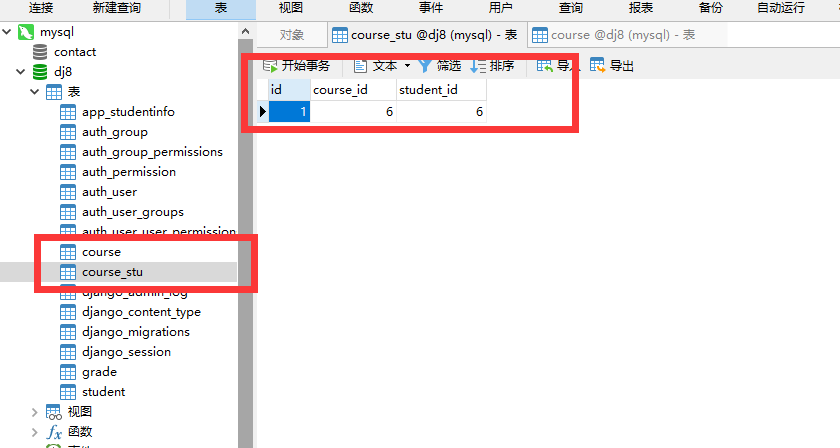 连接 新建查询 表 视图 函数 事件 用户 查询 报表 备份 自动运行
mysql
contact
dj8
表
app_studentinfo
auth_group
auth_group_permissions
auth_permission
auth_user
auth_user_groups
auth_user_user_permission
course
course_stu
django_admin_log
django_content_type
django_migrations
django_session
grade
student
视图
fx 函数
对象 course_stu @dj8 (mysql) - 表 course @dj8 (mysql) - 表
开始事务 文本 筛选 排序 导入 导出
id course_id student_id
1 6 6